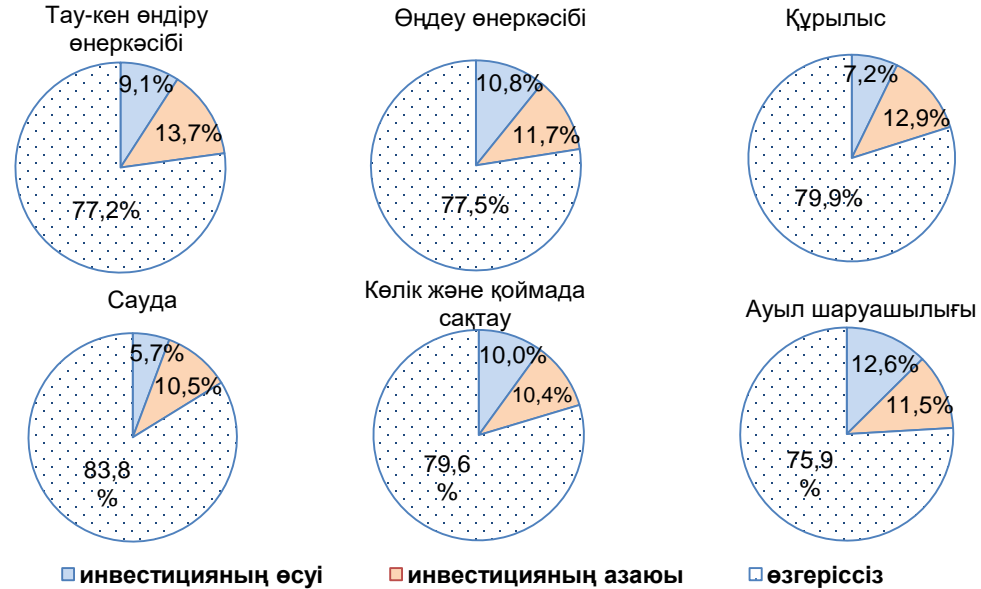 Тау-кен өндіру
өнеркәсібі
9,1%
13,7%
77,2%
Өңдеу өнеркәсібі
10,8%
11,7%
77,5%
Құрылыс
7,2%
12,9%
79,9%
Сауда
5,7%
10,5%
83,8
%
Көлік және қоймада
сақтау
10,0%
10,4%
79,6
%
Ауыл шаруашылығы
12,6%
11,5%
75,9
%
инвестицияның өсуі
инвестицияның азаюы
өзгеріссіз